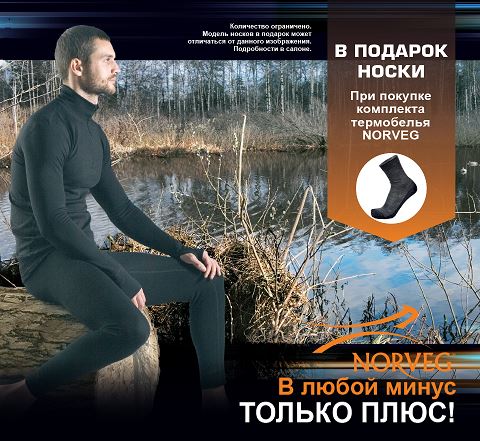 Количество ограничено.
Модель носков в подарок может
отличаться от данного изображения.
Подробности в салоне.
В ПОДАРОК
НОСКИ
При покупке
комплекта
термобелья
NORVEG
NORVEG
В любой минус
ТОЛЬКО ПЛЮС!